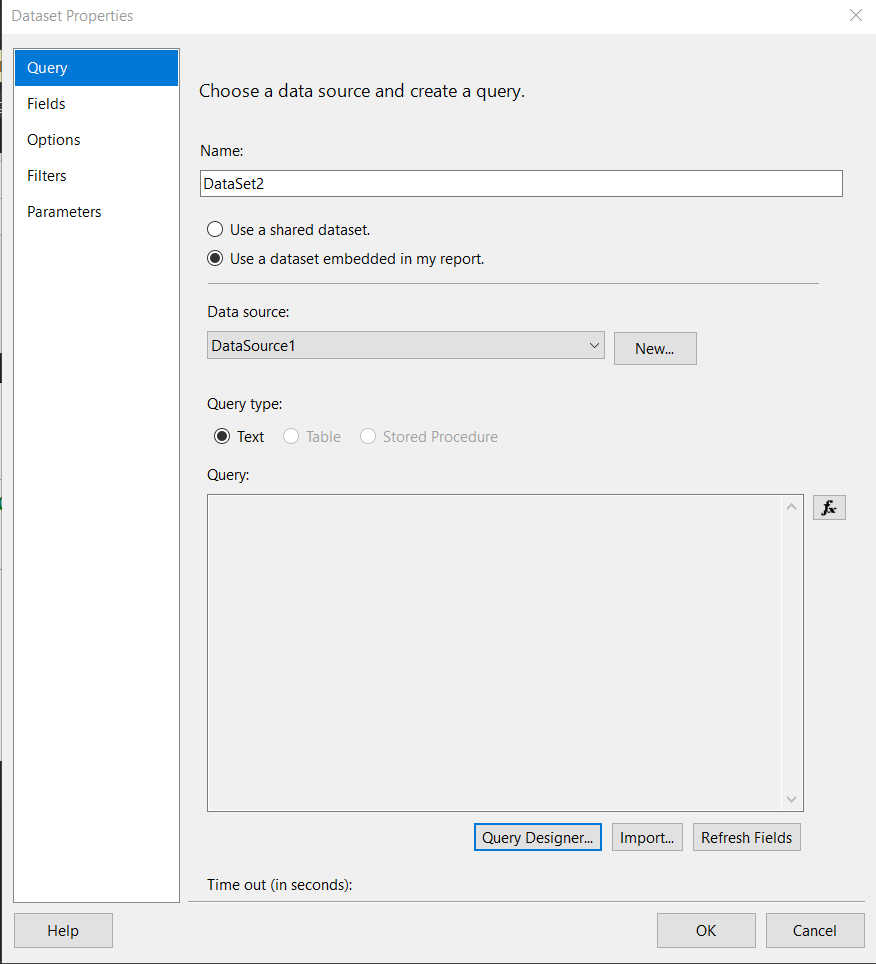 Dataset Properties
Query
Fields
Options
Filters
Parameters
Choose a data source and create a query.
Name:
DataSet2
Use a shared dataset.
Use a dataset embedded in my report.
Data source:
DataSource1
New...
Query type:
Text Table Stored Procedure
Query:
fx
Query Designer... Import... Refresh Fields
Time out (in seconds):
Help OK Cancel